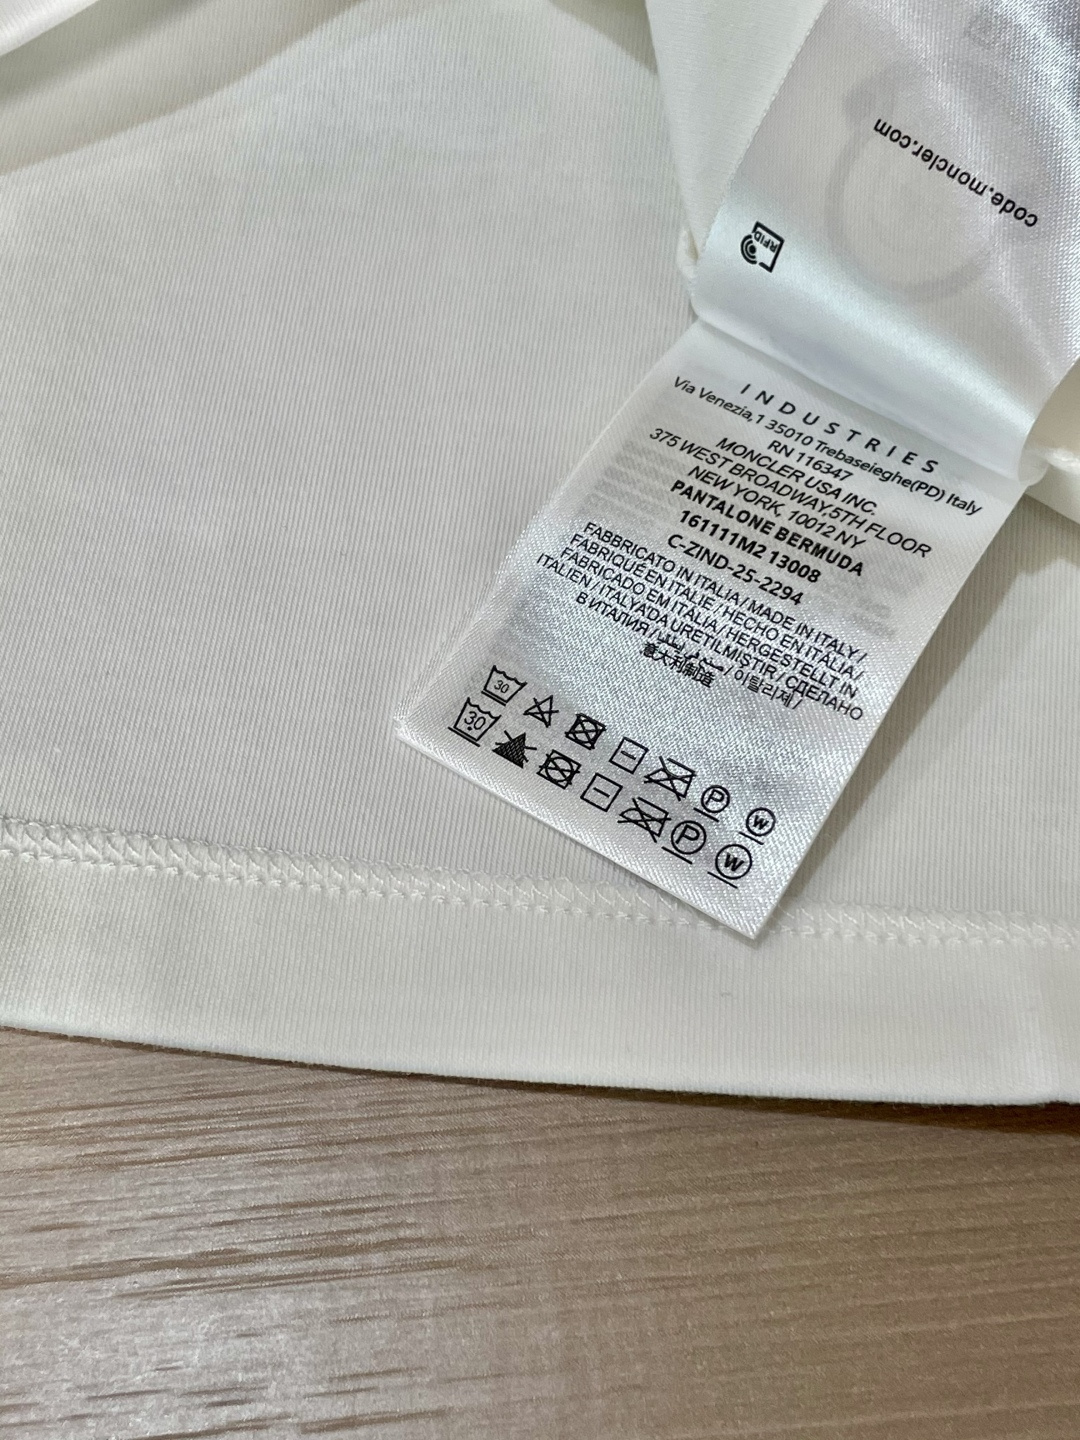 code.moncler.com
RFID
INDUSTRIES
Via Venezia,1 35010 Trebaseieghe(PD) Italy
RN 116347
MONCLER USA INC.
375 WEST BROADWAY,5TH FLOOR
NEW YORK, 10012 NY
PANTALONE BERMUDA
161111M2 13008
C-ZIND-25-2294
FABBRICATO IN ITALIA / MADE IN ITALY /
FABRIQUÉ EN ITALIE / HECHO EN ITALIA /
FABRICADO EM ITÁLIA / HERGESTELLT IN
ITALIEN / ITALYA'DA URETILMIŞTIR / СДЕЛАНО
В ИТАЛИЯ / / 이탈리제 /
意大利制造
30 P W
30 P W